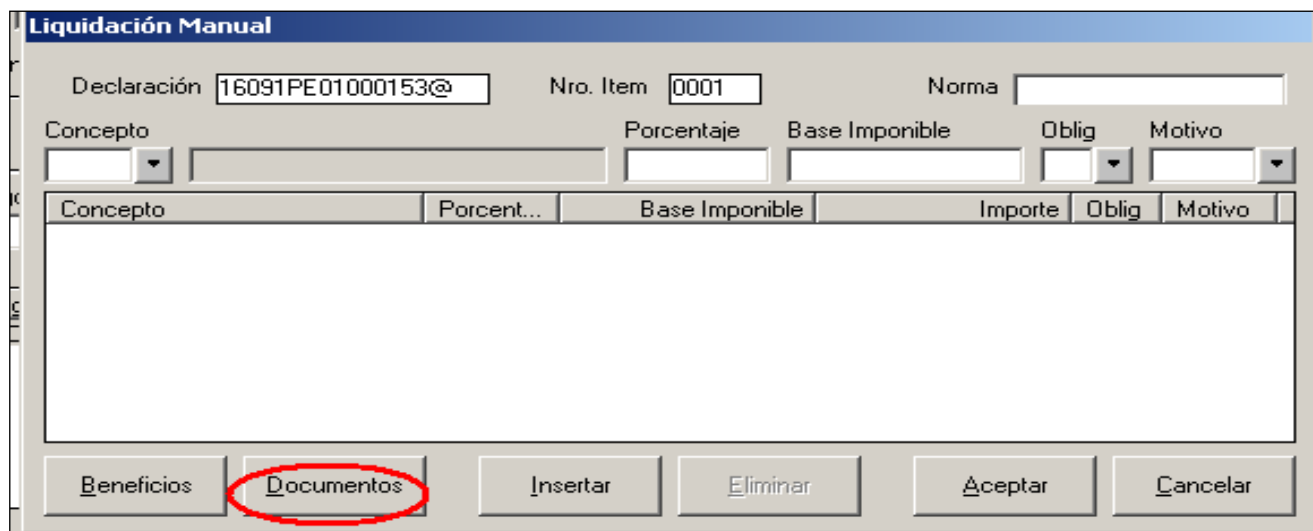 Liquidación Manual
Declaración 16091PE01000153@ Nro. Item 0001 Norma
Concepto Porcentaje Base Imponible Oblig Motivo
Concepto Porcent... Base Imponible Importe Oblig Motivo
Beneficios Documentos Insertar Eliminar Aceptar Cancelar